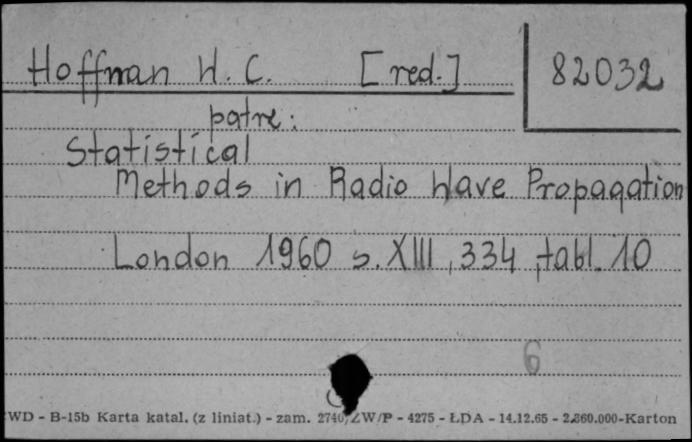 Hoffman W. C. [red.] 82032
patrz:
Statistical
Methods in Radio Wave Propagation
London 1960 s. XIII, 334, tabl. 10
6
WD - B-15b Karta katal. (z liniat.) - zam. 2740/ZW/P - 4275 - ŁDA - 14.12.65 - 2.360.000-Karton